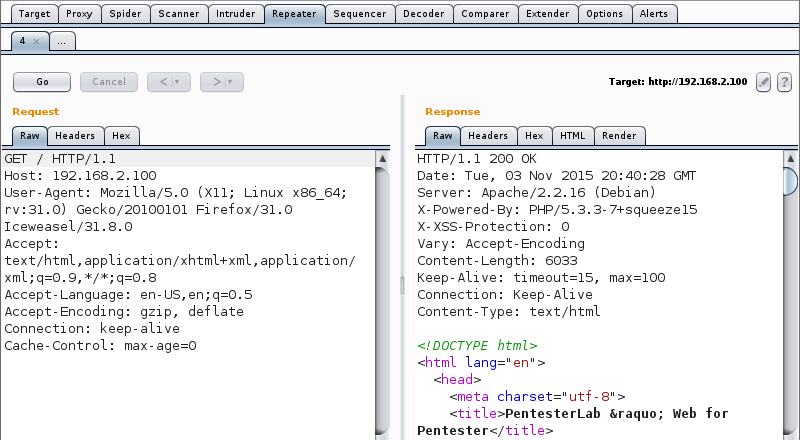 Target Proxy Spider Scanner Intruder Repeater Sequencer Decoder Comparer Extender Options Alerts
4 × ...
Go Cancel < > Target: http://192.168.2.100 ?
Request
Raw Headers Hex
GET / HTTP/1.1
Host: 192.168.2.100
User-Agent: Mozilla/5.0 (X11; Linux x86_64;
rv:31.0) Gecko/20100101 Firefox/31.0
Iceweasel/31.8.0
Accept:
text/html,application/xhtml+xml,application/
xml;q=0.9,*/*;q=0.8
Accept-Language: en-US,en;q=0.5
Accept-Encoding: gzip, deflate
Connection: keep-alive
Cache-Control: max-age=0
Response
Raw Headers Hex HTML Render
HTTP/1.1 200 OK
Date: Tue, 03 Nov 2015 20:40:28 GMT
Server: Apache/2.2.16 (Debian)
X-Powered-By: PHP/5.3.3-7+squeeze15
X-XSS-Protection: 0
Vary: Accept-Encoding
Content-Length: 6033
Keep-Alive: timeout=15, max=100
Connection: Keep-Alive
Content-Type: text/html
<!DOCTYPE html>
<html lang="en">
<head>
<meta charset="utf-8">
<title>PentesterLab &raquo; Web for
Pentester</title>